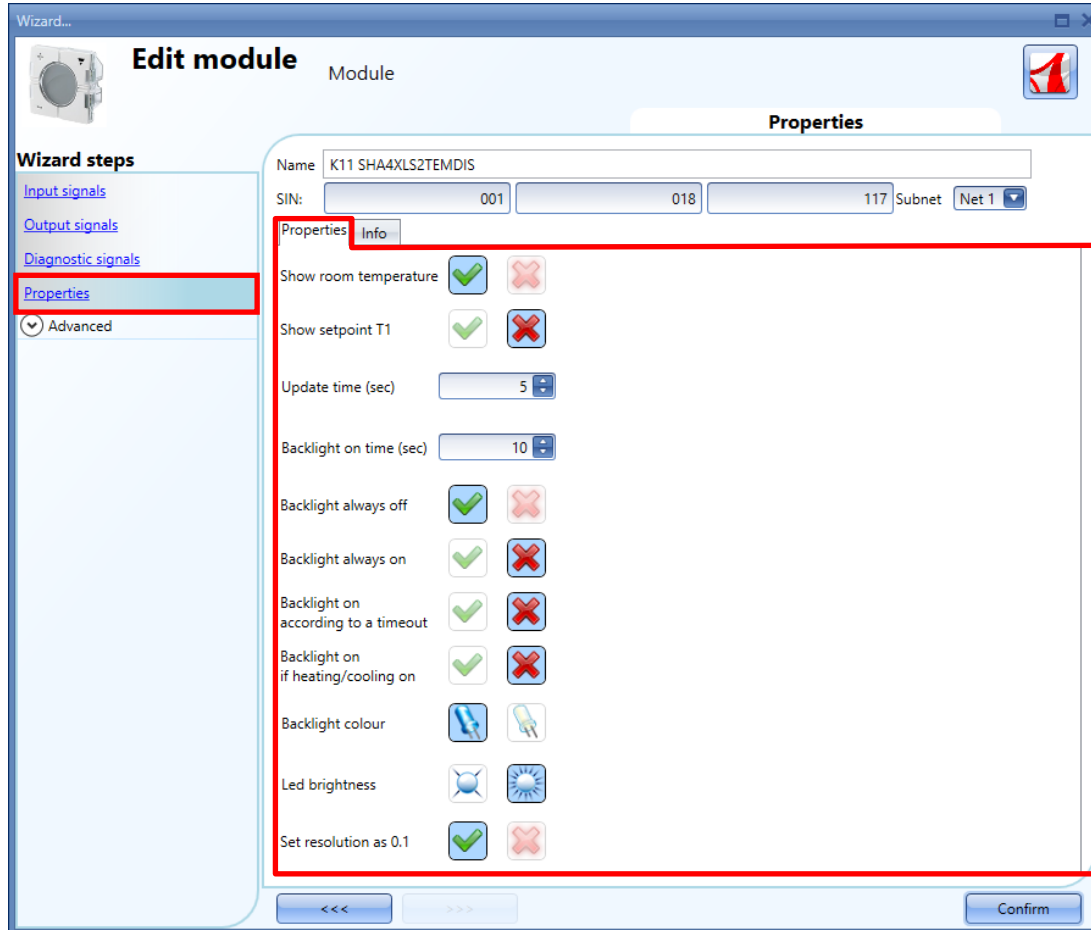 Wizard...
Edit module
Module
Properties
Wizard steps
Input signals
Output signals
Diagnostic signals
Properties
Advanced
Name K11 SHA4XLS2TEMDIS
SIN: 001 018 117 Subnet Net 1
Properties Info
Show room temperature
Show setpoint T1
Update time (sec) 5
Backlight on time (sec) 10
Backlight always off
Backlight always on
Backlight on
according to a timeout
Backlight on
if heating/cooling on
Backlight colour
Led brightness
Set resolution as 0.1
<<< >>> Confirm